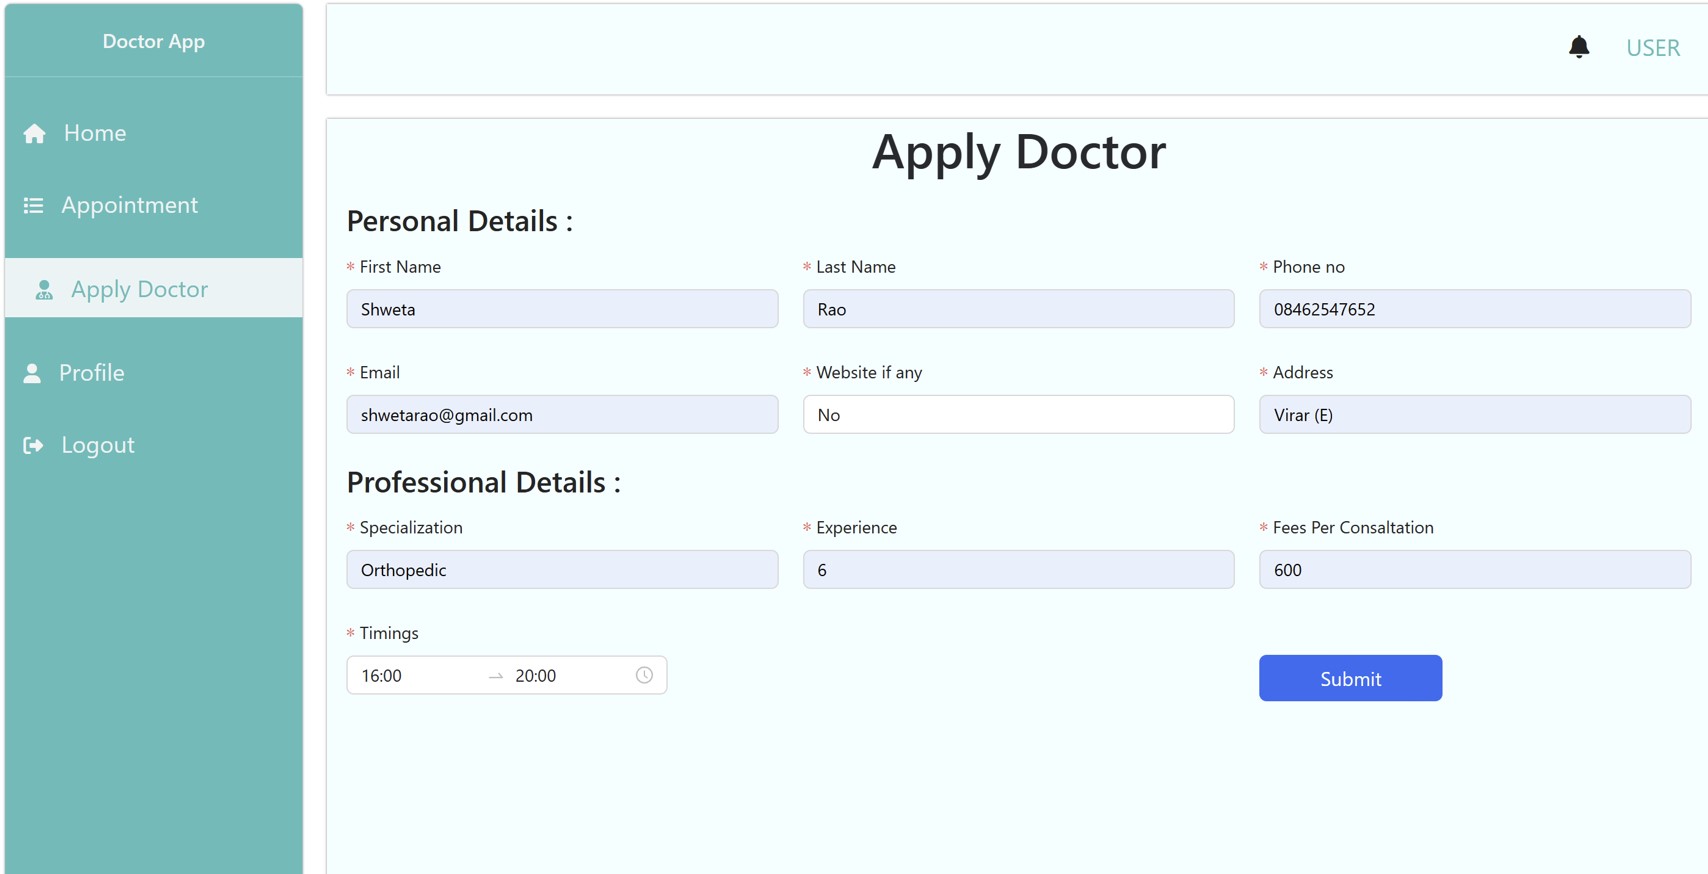 Doctor App
Home
Appointment
Apply Doctor
Profile
Logout
USER
Apply Doctor
Personal Details :
* First Name
* Last Name
* Phone no
Shweta
Rao
08462547652
* Email
* Website if any
* Address
shwetarao@gmail.com
No
Virar (E)
Professional Details :
* Specialization
* Experience
* Fees Per Consaltation
Orthopedic
6
600
* Timings
16:00 → 20:00
Submit